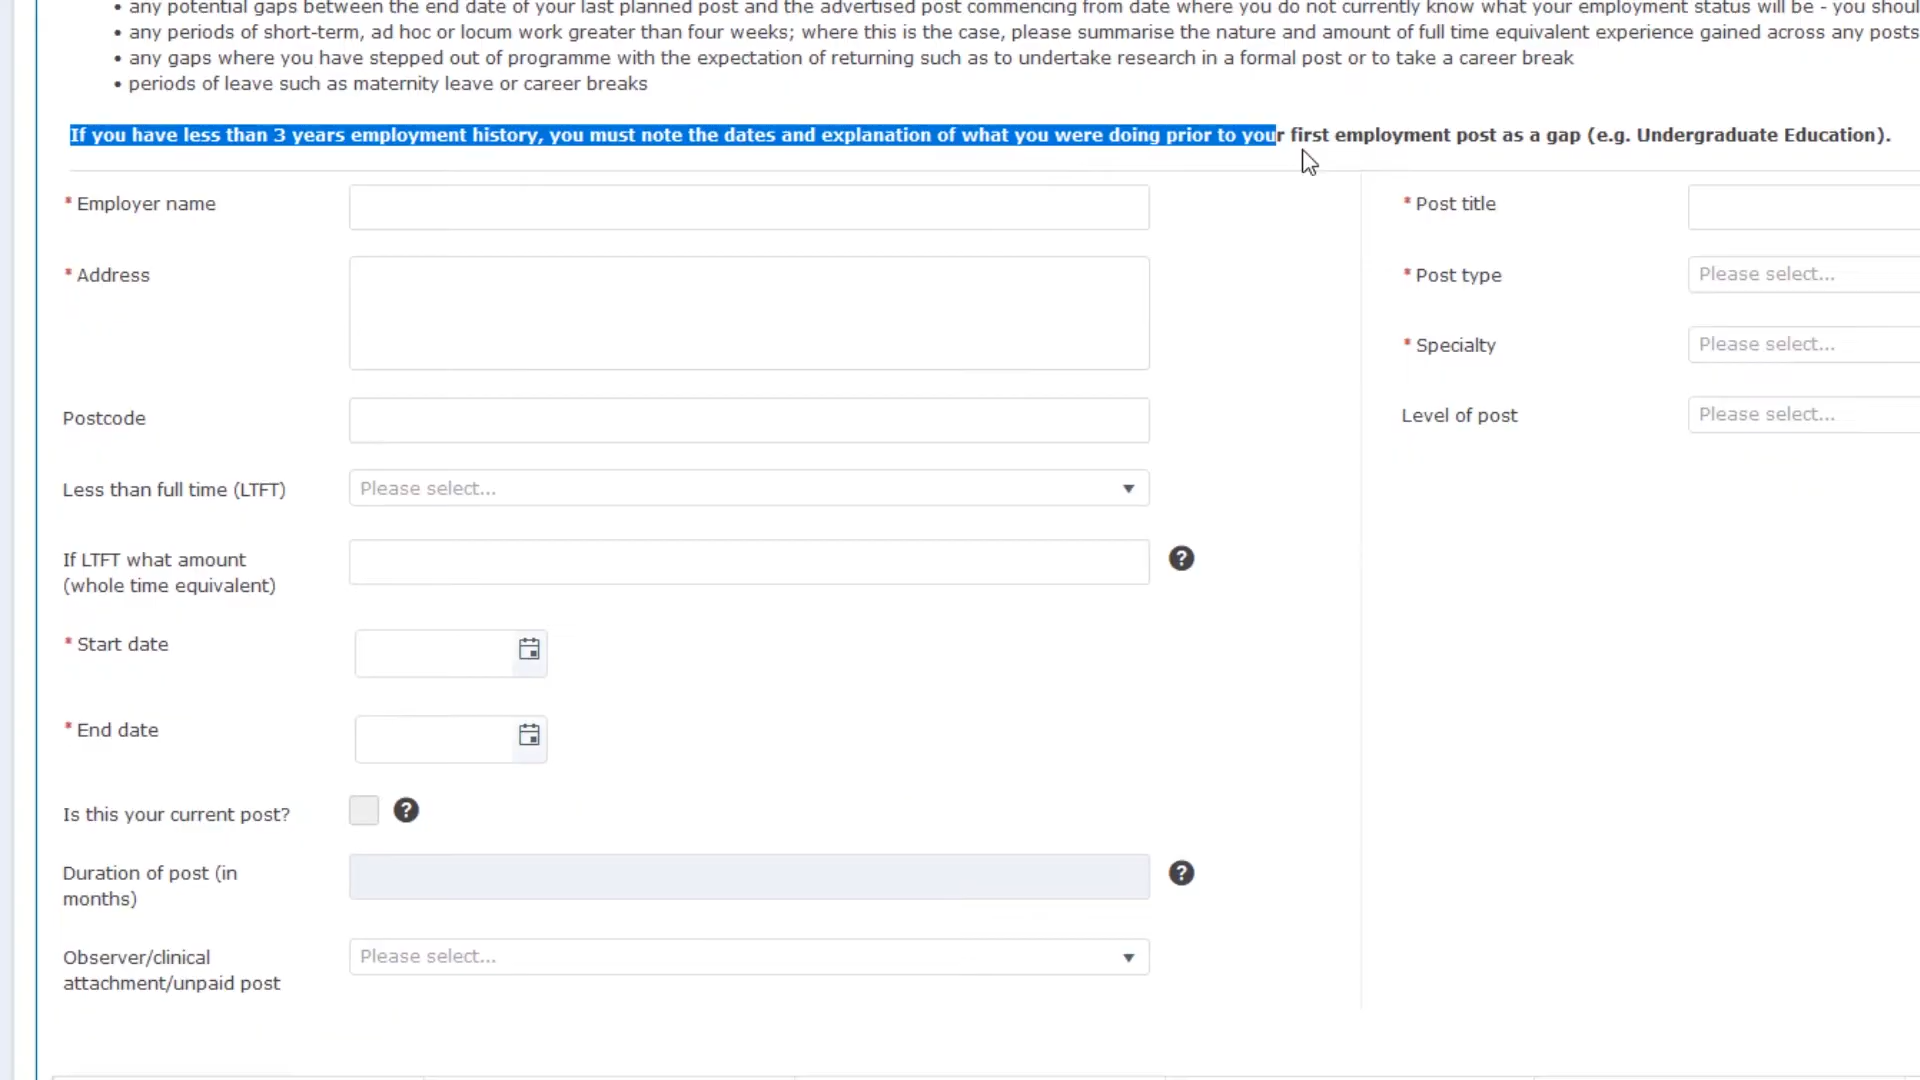 • any potential gaps between the end date of your last planned post and the advertised post commencing from date where you do not currently know what your employment status will be - you shoul
• any periods of short-term, ad hoc or locum work greater than four weeks; where this is the case, please summarise the nature and amount of full time equivalent experience gained across any posts
• any gaps where you have stepped out of programme with the expectation of returning such as to undertake research in a formal post or to take a career break
• periods of leave such as maternity leave or career breaks
If you have less than 3 years employment history, you must note the dates and explanation of what you were doing prior to your first employment post as a gap (e.g. Undergraduate Education).
* Employer name
* Address
Postcode
Less than full time (LTFT)
Please select...
If LTFT what amount
(whole time equivalent)
?
* Start date
* End date
Is this your current post?
?
Duration of post (in
months)
?
Observer/clinical
attachment/unpaid post
Please select...
* Post title
* Post type
Please select...
* Specialty
Please select...
Level of post
Please select...